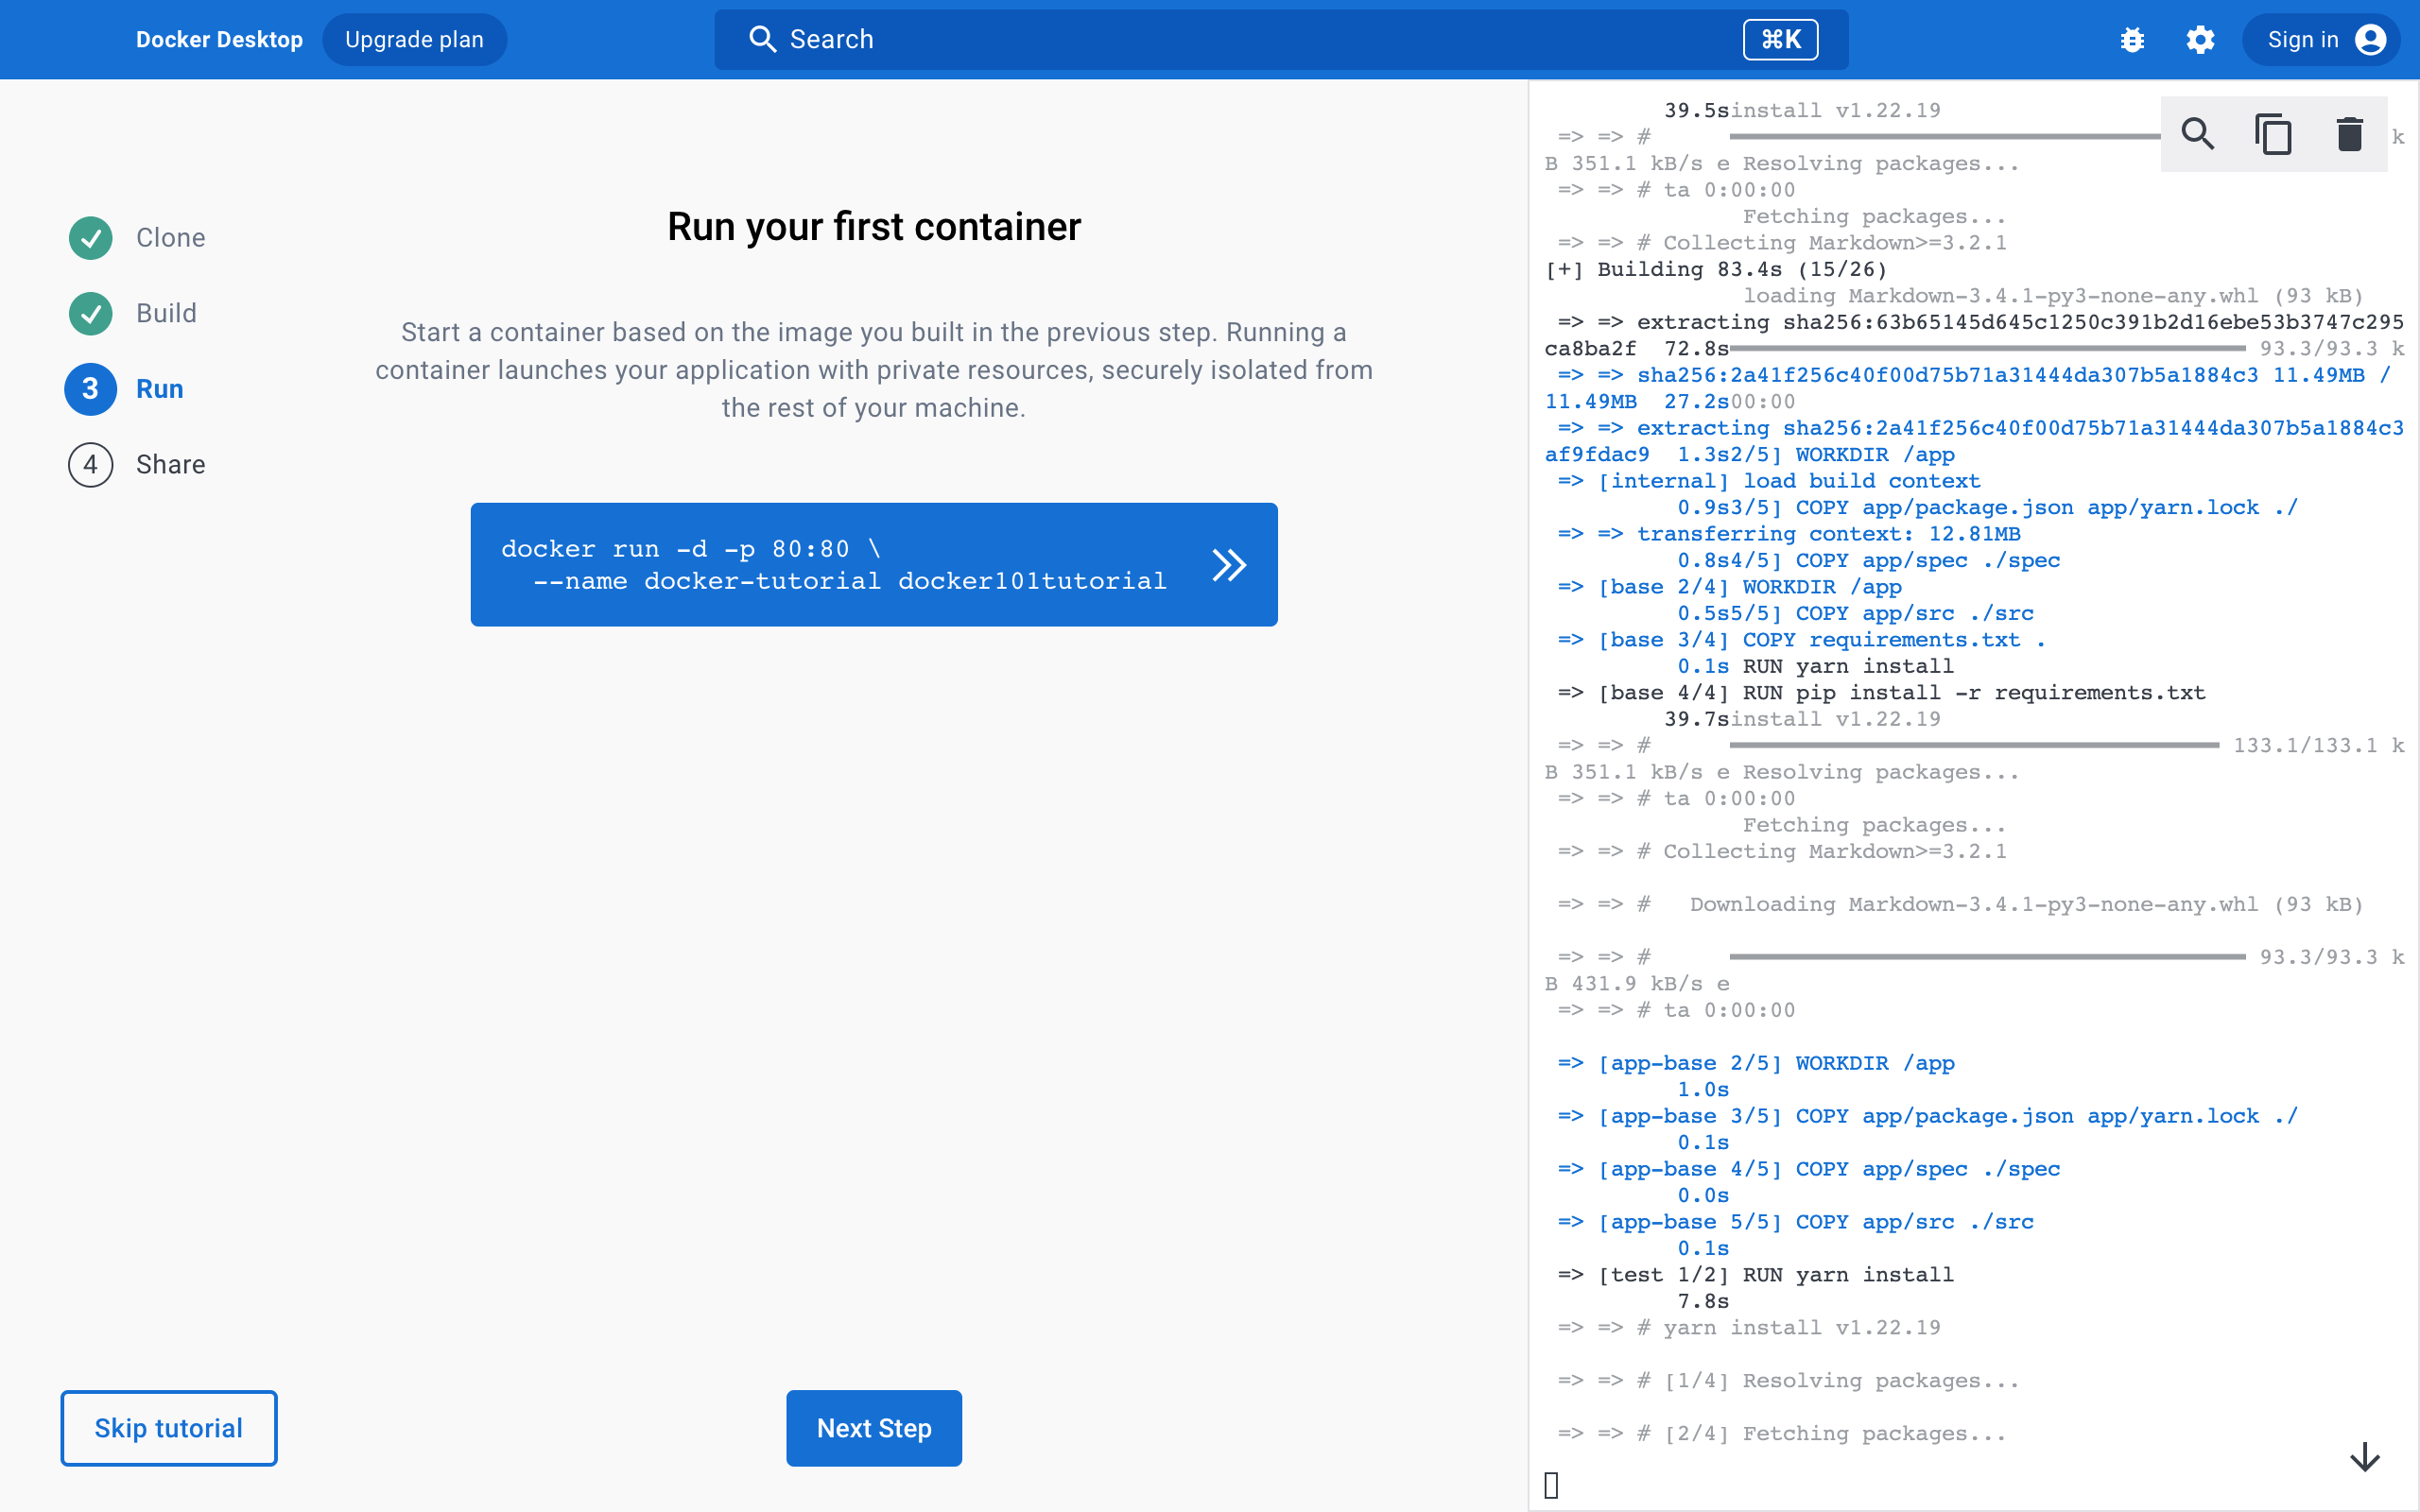 Docker Desktop
Upgrade plan
Search
⌘K
Sign in
Clone
Build
3 Run
4 Share
Run your first container
Start a container based on the image you built in the previous step. Running a
container launches your application with private resources, securely isolated from
the rest of your machine.
docker run -d -p 80:80 \
--name docker-tutorial docker101tutorial
Skip tutorial
Next Step
39.5sinstall v1.22.19
=> => # k
B 351.1 kB/s e Resolving packages...
=> => # ta 0:00:00
Fetching packages...
=> => # Collecting Markdown>=3.2.1
[+] Building 83.4s (15/26)
loading Markdown-3.4.1-py3-none-any.whl (93 kB)
=> => extracting sha256:63b65145d645c1250c391b2d16ebe53b3747c295
ca8ba2f 72.8s 93.3/93.3 k
=> => sha256:2a41f256c40f00d75b71a31444da307b5a1884c3 11.49MB /
11.49MB 27.2s00:00
=> => extracting sha256:2a41f256c40f00d75b71a31444da307b5a1884c3
af9fdac9 1.3s2/5] WORKDIR /app
=> [internal] load build context
0.9s3/5] COPY app/package.json app/yarn.lock ./
=> => transferring context: 12.81MB
0.8s4/5] COPY app/spec ./spec
=> [base 2/4] WORKDIR /app
0.5s5/5] COPY app/src ./src
=> [base 3/4] COPY requirements.txt .
0.1s RUN yarn install
=> [base 4/4] RUN pip install -r requirements.txt
39.7sinstall v1.22.19
=> => # 133.1/133.1 k
B 351.1 kB/s e Resolving packages...
=> => # ta 0:00:00
Fetching packages...
=> => # Collecting Markdown>=3.2.1
=> => # Downloading Markdown-3.4.1-py3-none-any.whl (93 kB)
=> => # 93.3/93.3 k
B 431.9 kB/s e
=> => # ta 0:00:00
=> [app-base 2/5] WORKDIR /app
1.0s
=> [app-base 3/5] COPY app/package.json app/yarn.lock ./
0.1s
=> [app-base 4/5] COPY app/spec ./spec
0.0s
=> [app-base 5/5] COPY app/src ./src
0.1s
=> [test 1/2] RUN yarn install
7.8s
=> => # yarn install v1.22.19
=> => # [1/4] Resolving packages...
=> => # [2/4] Fetching packages...